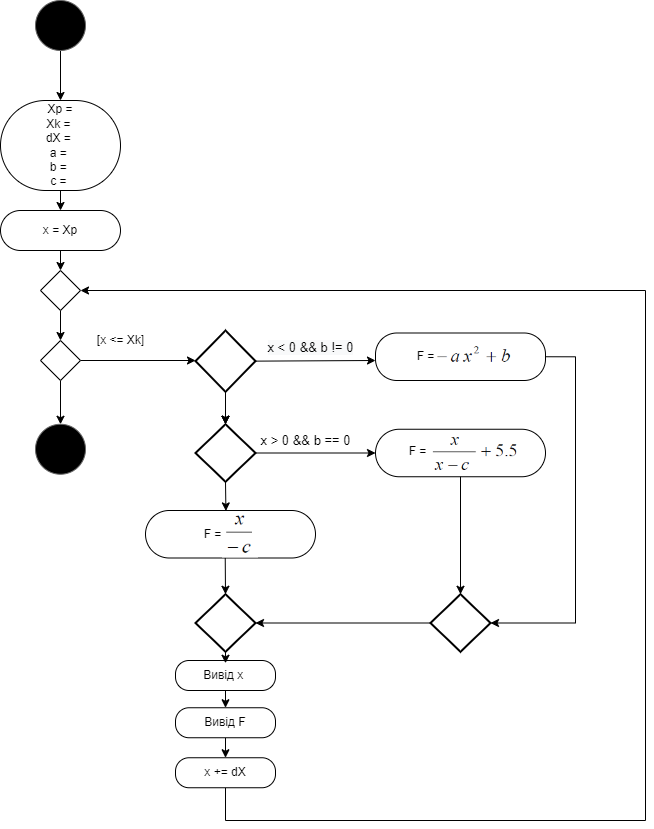 Xp =
Xk =
dX =
a =
b =
c =
x = Xp
[x <= Xk]
x < 0 && b != 0
F = −ax² + b
x > 0 && b == 0
F = x / x − c + 5.5
F = x / −c
Вивід x
Вивід F
x += dX